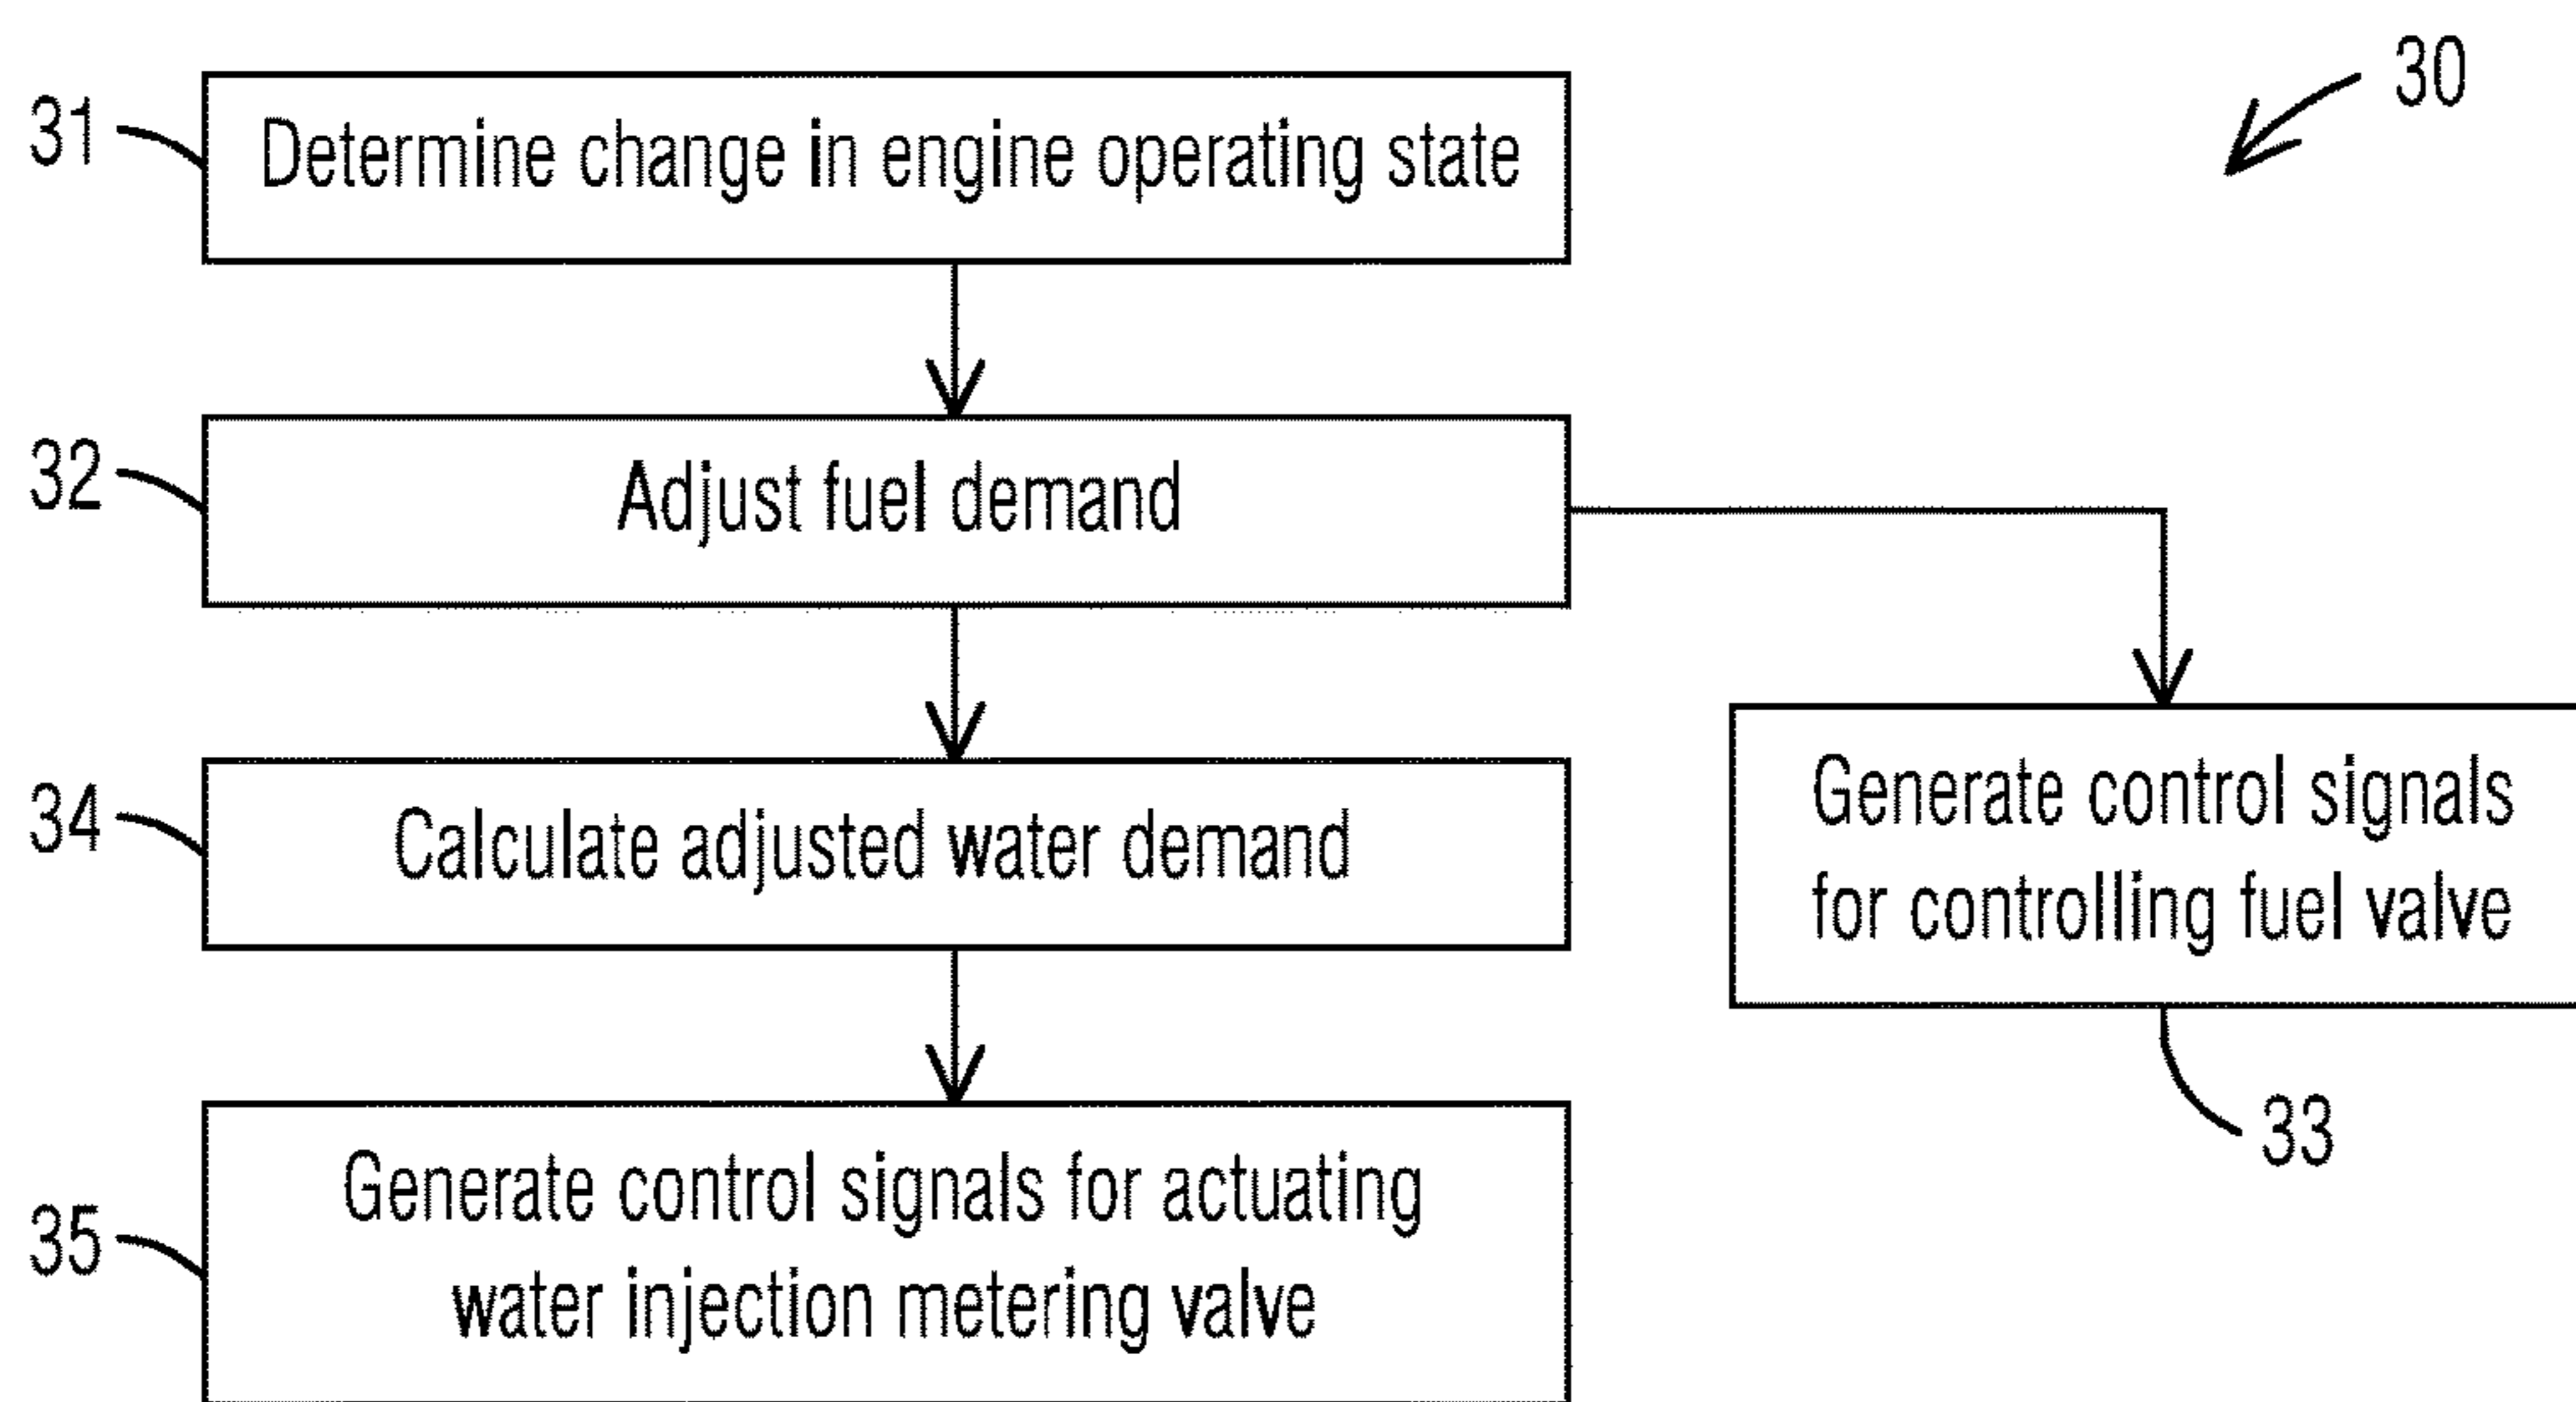 30
31
Determine change in engine operating state
32
Adjust fuel demand
34
Calculate adjusted water demand
Generate control signals
for controlling fuel valve
33
35
Generate control signals for actuating
water injection metering valve